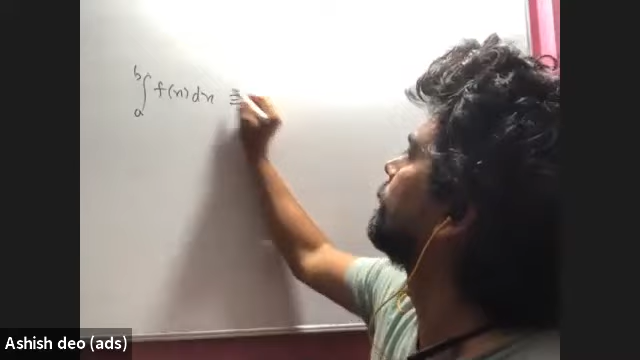 ∫ₐᵇ f(x) dx ≡
Ashish deo (ads)